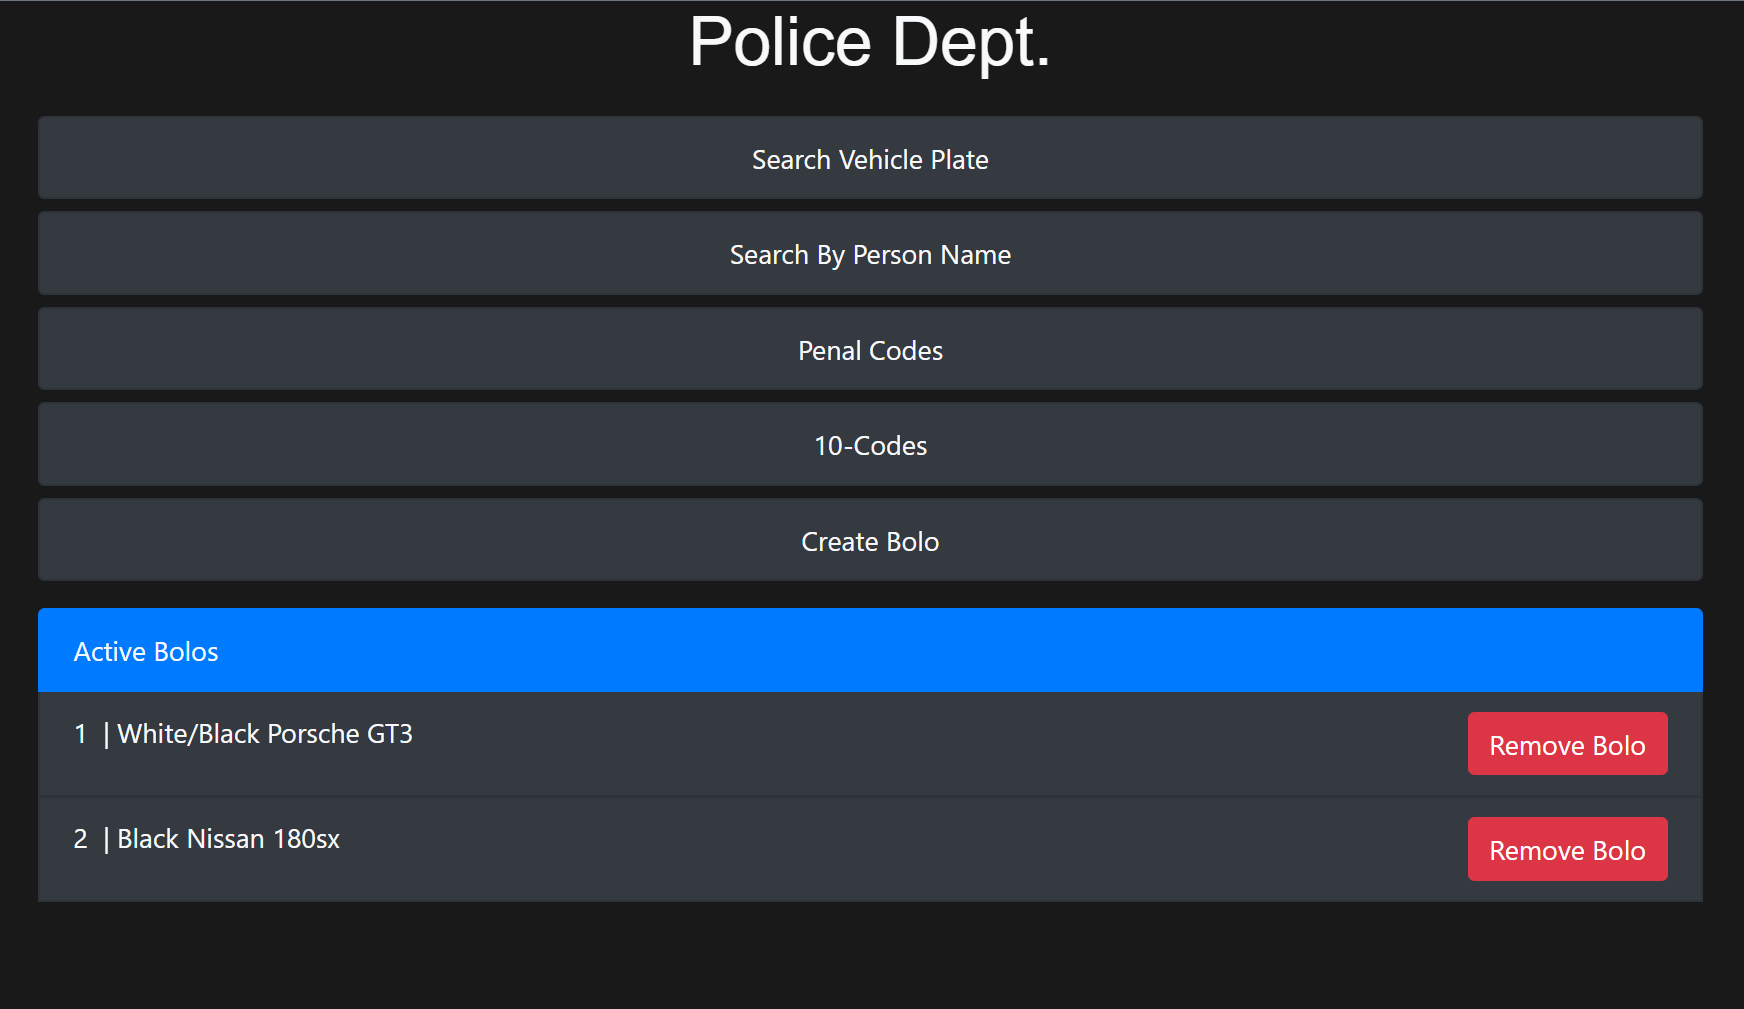 Police Dept.
Search Vehicle Plate
Search By Person Name
Penal Codes
10-Codes
Create Bolo
Active Bolos
1 | White/Black Porsche GT3
Remove Bolo
2 | Black Nissan 180sx
Remove Bolo